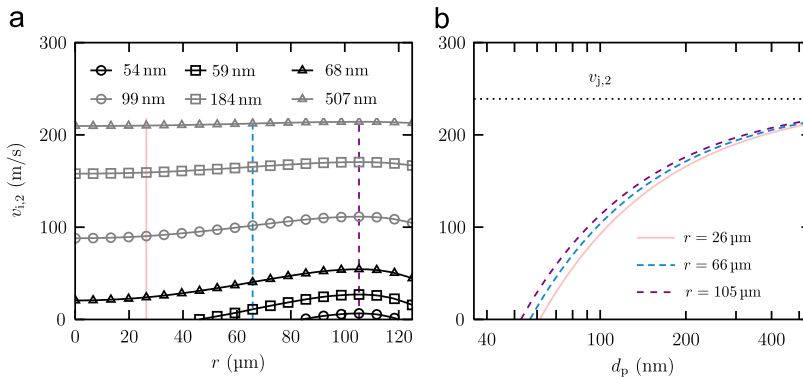 a
b
300
200
100
0
v_{i,2} (m/s)
54 nm
59 nm
68 nm
99 nm
184 nm
507 nm
0
20
40
60
80
100
120
r (µm)
300
200
100
0
v_{j,2}
r = 26 µm
r = 66 µm
r = 105 µm
40
100
200
400
d_p (nm)